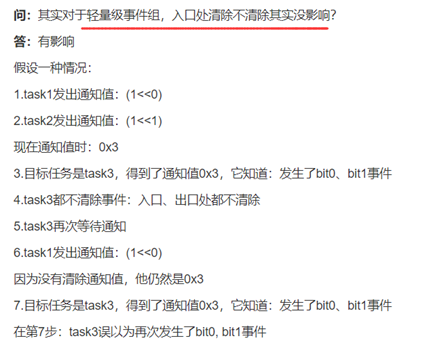 问：其实对于轻量级事件组，入口处清除不清除其实没影响?
答：有影响
假设一种情况：
1.task1发出通知值：(1<<0)
2.task2发出通知值：(1<<1)
现在通知值时：0x3
3.目标任务是task3，得到了通知值0x3，它知道：发生了bit0、bit1事件
4.task3都不清除事件：入口、出口处都不清除
5.task3再次等待通知
6.task1发出通知值：(1<<0)
因为没有清除通知值，他仍然是0x3
7.目标任务是task3，得到了通知值0x3，它知道：发生了bit0、bit1事件
在第7步：task3误以为再次发生了bit0, bit1事件